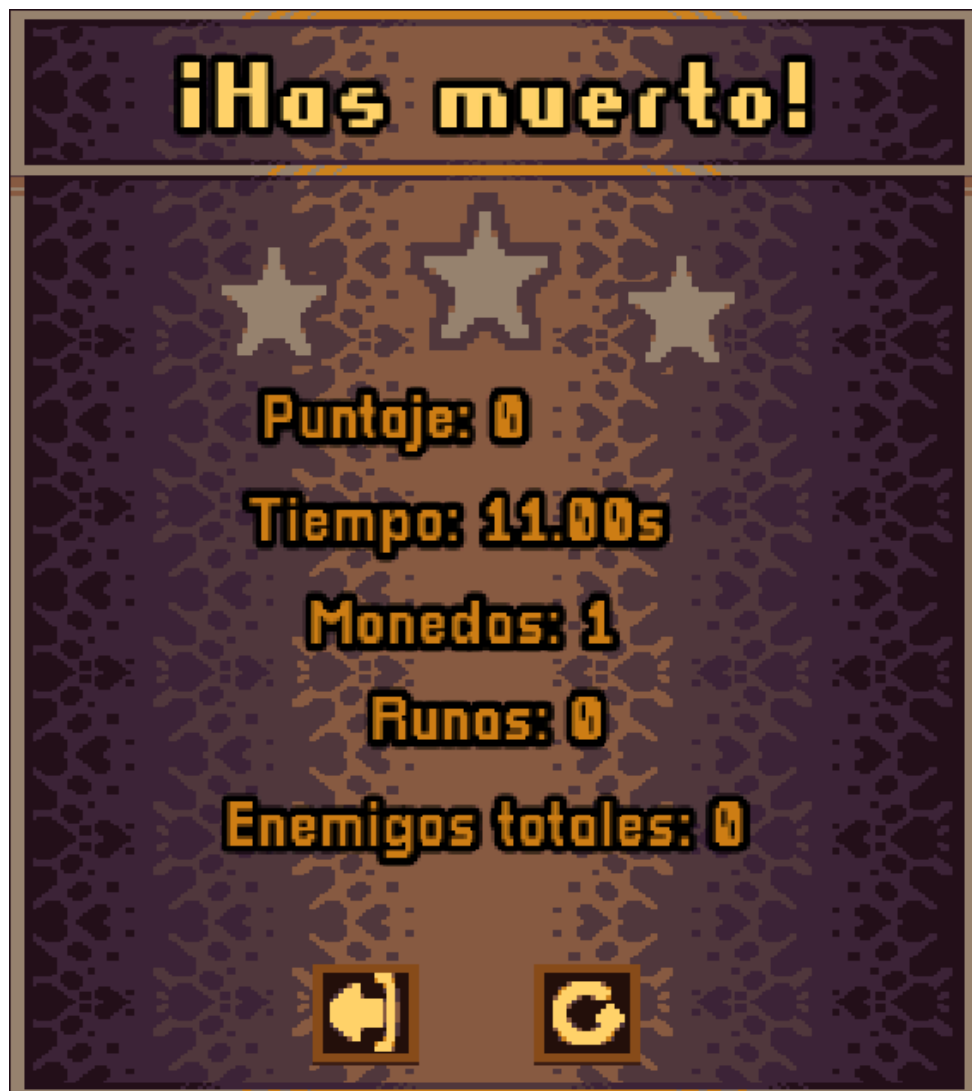 ¡Has muerto!
Puntaje: 0
Tiempo: 11.00s
Monedas: 1
Runas: 0
Enemigos totales: 0